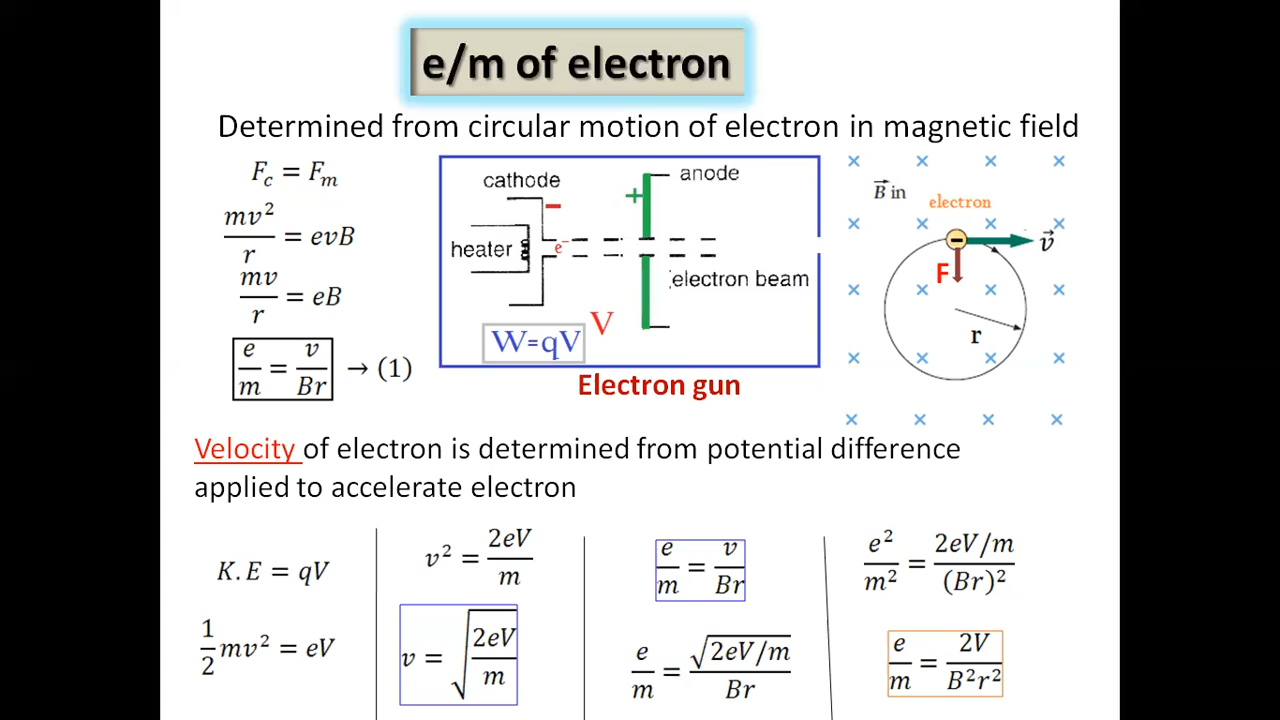 e/m of electron
Determined from circular motion of electron in magnetic field
F_c = F_m
mv²/r = evB
mv/r = eB
e/m = v/Br → (1)
cathode
−
+
anode
heater
e⁻
electron beam
V
W=qV
Electron gun
B⃗ in
electron
−
v⃗
F
r
Velocity of electron is determined from potential difference
applied to accelerate electron
K.E = qV
1/2 mv² = eV
v² = 2eV/m
v = √(2eV/m)
e/m = v/Br
e/m = √(2eV/m)/Br
e²/m² = (2eV/m)/(Br)²
e/m = 2V/B²r²